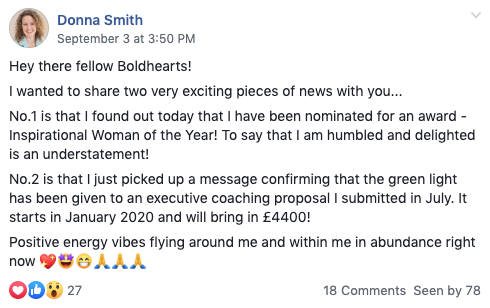 Donna Smith
September 3 at 3:50 PM
Hey there fellow Boldhearts!
I wanted to share two very exciting pieces of news with you...
No.1 is that I found out today that I have been nominated for an award -
Inspirational Woman of the Year! To say that I am humbled and delighted
is an understatement!
No.2 is that I just picked up a message confirming that the green light
has been given to an executive coaching proposal I submitted in July. It
starts in January 2020 and will bring in £4400!
Positive energy vibes flying around me and within me in abundance right
now 💖🤩😁🙏🙏🙏
27
18 Comments Seen by 78